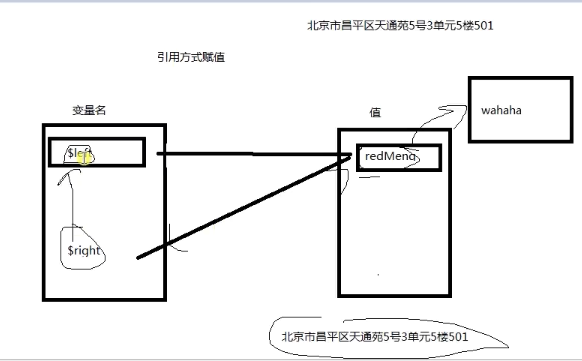 北京市昌平区天通苑5号3单元5楼501
引用方式赋值
wahaha
变量名
值
$left
redMenq
$right
北京市昌平区天通苑5号3单元5楼501